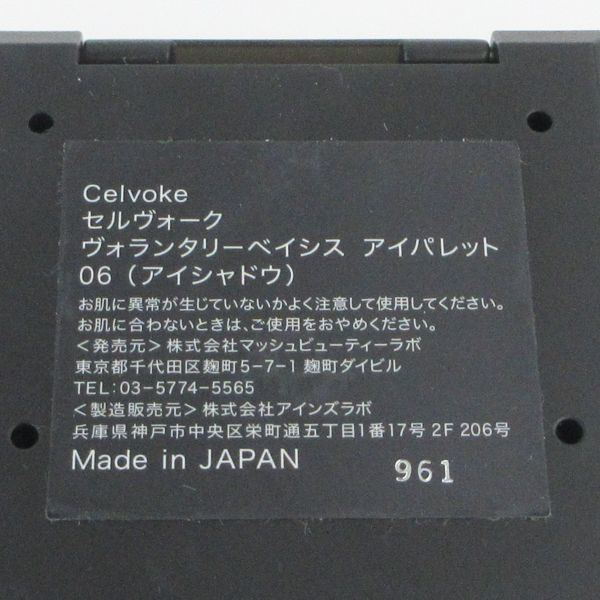 Celvoke
セルヴォーク
ヴォランタリーベイシス アイパレット
06（アイシャドウ）
お肌に異常が生じていないかよく注意して使用してください。
お肌に合わないときは、ご使用をおやめください。
＜発売元＞株式会社マッシュビューティーラボ
東京都千代田区麹町5-7-1 麹町ダイビル
TEL:03-5774-5565
＜製造販売元＞株式会社アインズラボ
兵庫県神戸市中央区栄町通五丁目1番17号 2F 206号
Made in JAPAN 961